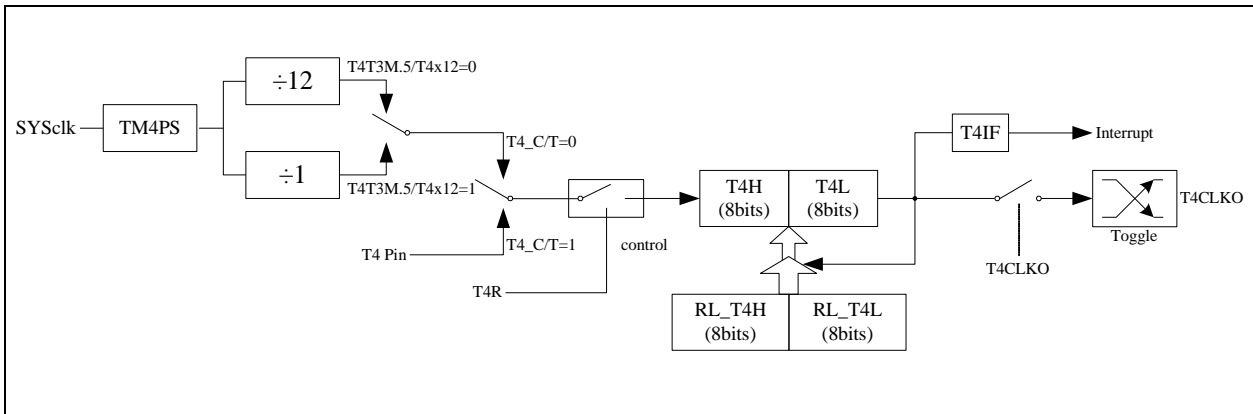 ÷12
T4T3M.5/T4x12=0
SYSclk
TM4PS
÷1
T4T3M.5/T4x12=1
T4_C/T=0
T4_C/T=1
T4 Pin
T4R
control
T4H
(8bits)
T4L
(8bits)
RL_T4H
(8bits)
RL_T4L
(8bits)
T4IF
Interrupt
T4CLKO
Toggle
T4CLKO